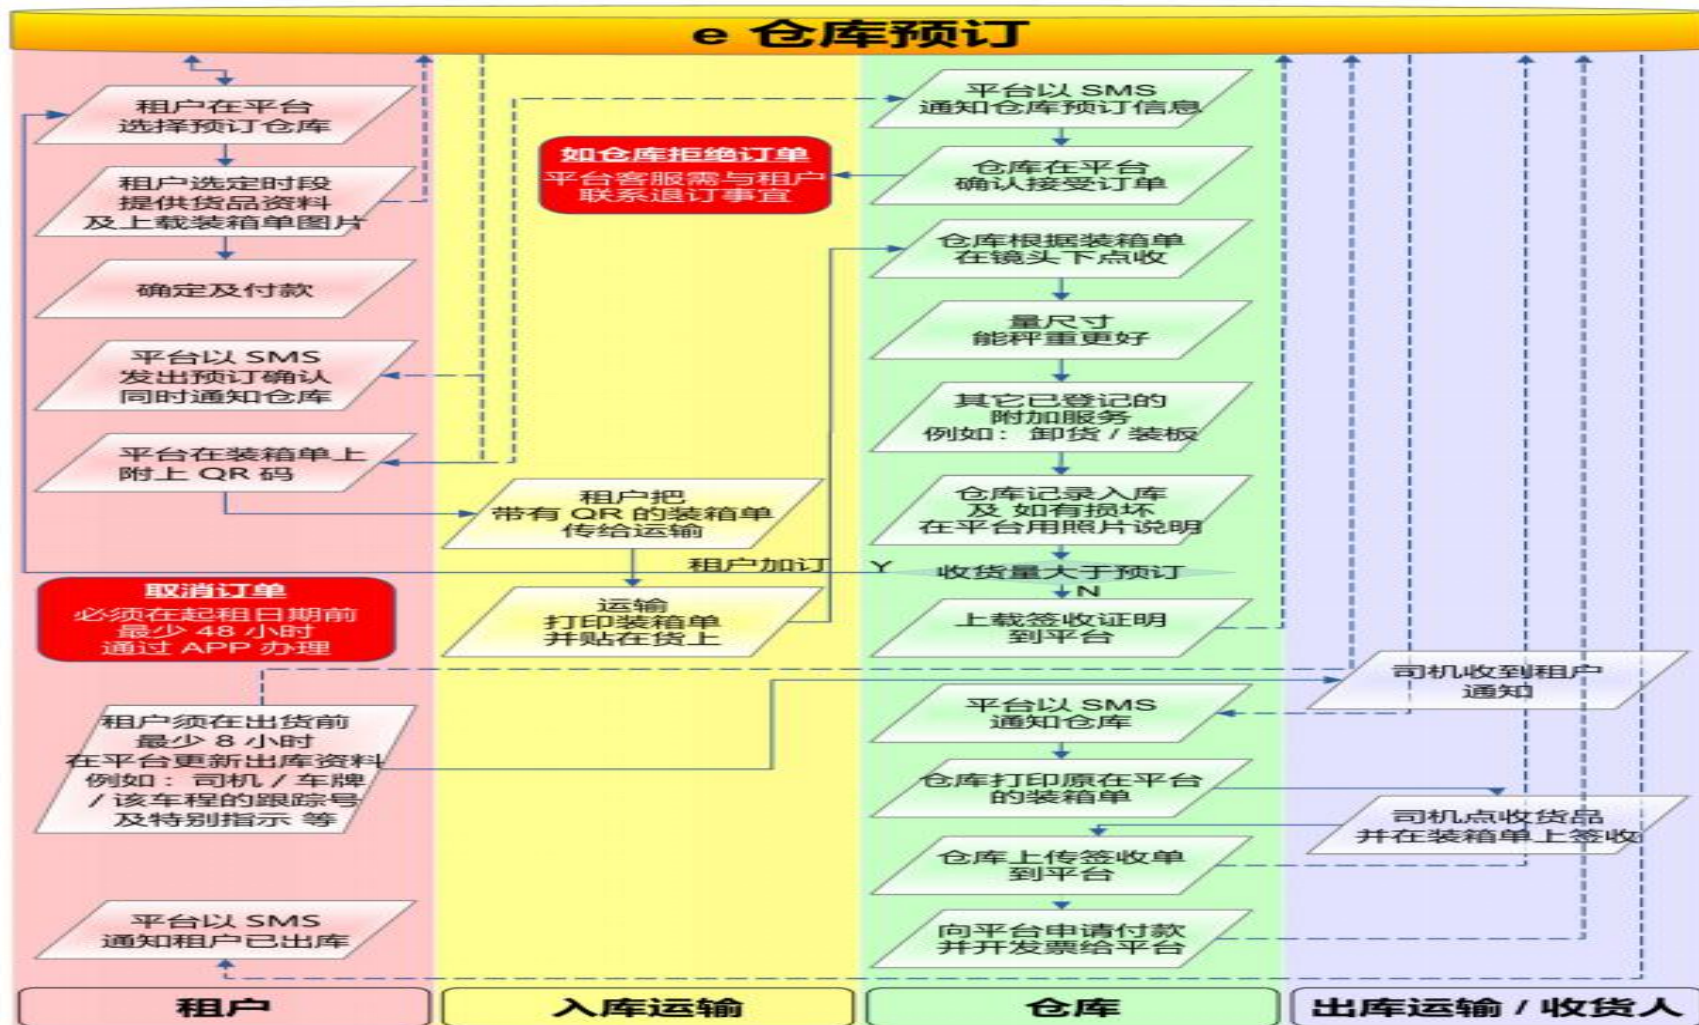 e 仓库预订
租户在平台
选择预订仓库
租户选定时段
提供货品资料
及上载装箱单图片
确定及付款
平台以 SMS
发出预订确认
同时通知仓库
平台在装箱单上
附上 QR 码
取消订单
必须在起租日期前
最少 48 小时
通过 APP 办理
租户须在出货前
最少 8 小时
在平台更新出库资料
例如：司机 / 车牌
/ 该车程的跟踪号
及特别指示 等
平台以 SMS
通知租户已出库
租户
如仓库拒绝订单
平台客服需与租户
联系退订事宜
租户把
带有 QR 的装箱单
传给运输
租户加订
运输
打印装箱单
并贴在货上
入库运输
平台以 SMS
通知仓库预订信息
仓库在平台
确认接受订单
仓库根据装箱单
在镜头下点收
量尺寸
能秤重更好
其它已登记的
附加服务
例如： 卸货 / 装板
仓库记录入库
及 如有损坏
在平台用照片说明
Y
收货量大于预订
N
上载签收证明
到平台
平台以 SMS
通知仓库
仓库打印原在平台
的装箱单
仓库上传签收单
到平台
向平台申请付款
并开发票给平台
仓库
司机收到租户
通知
司机点收货品
并在装箱单上签收
出库运输 / 收货人